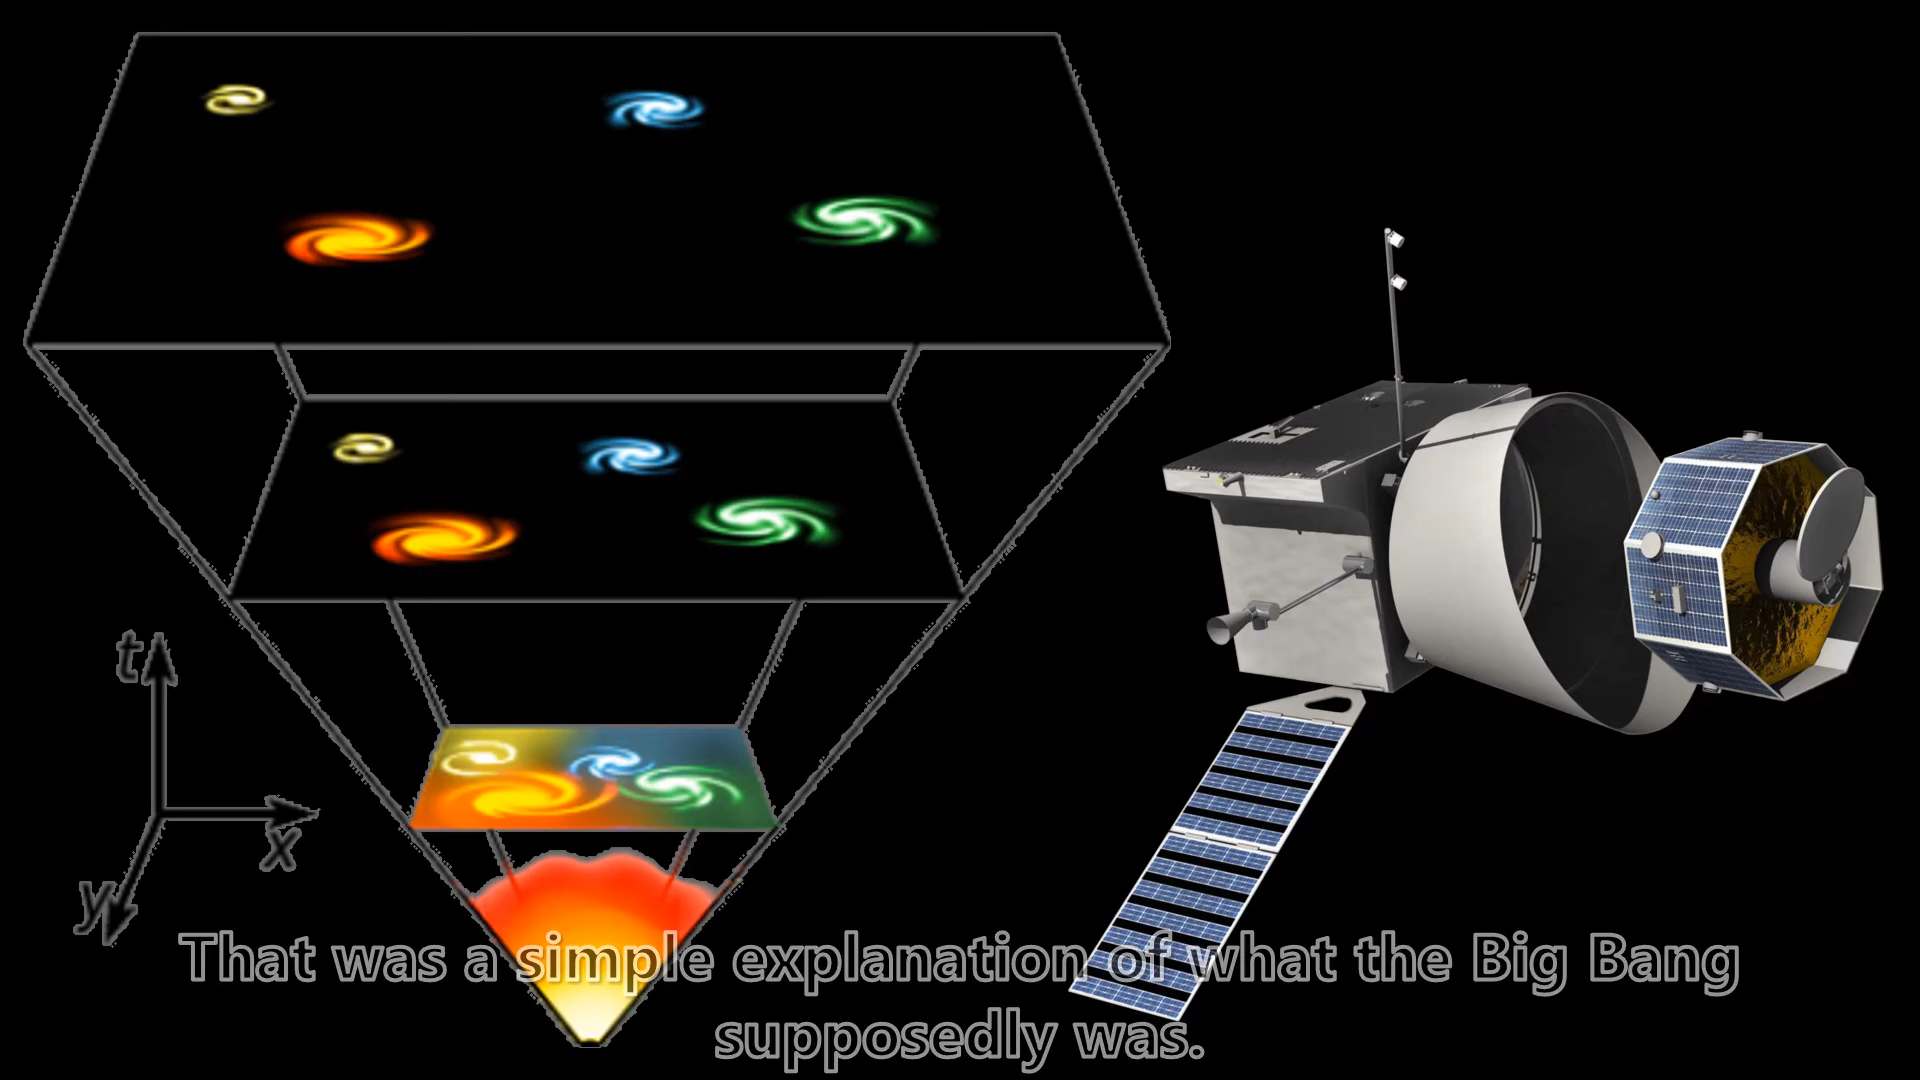 t
x
y
That was a simple explanation of what the Big Bang
supposedly was.